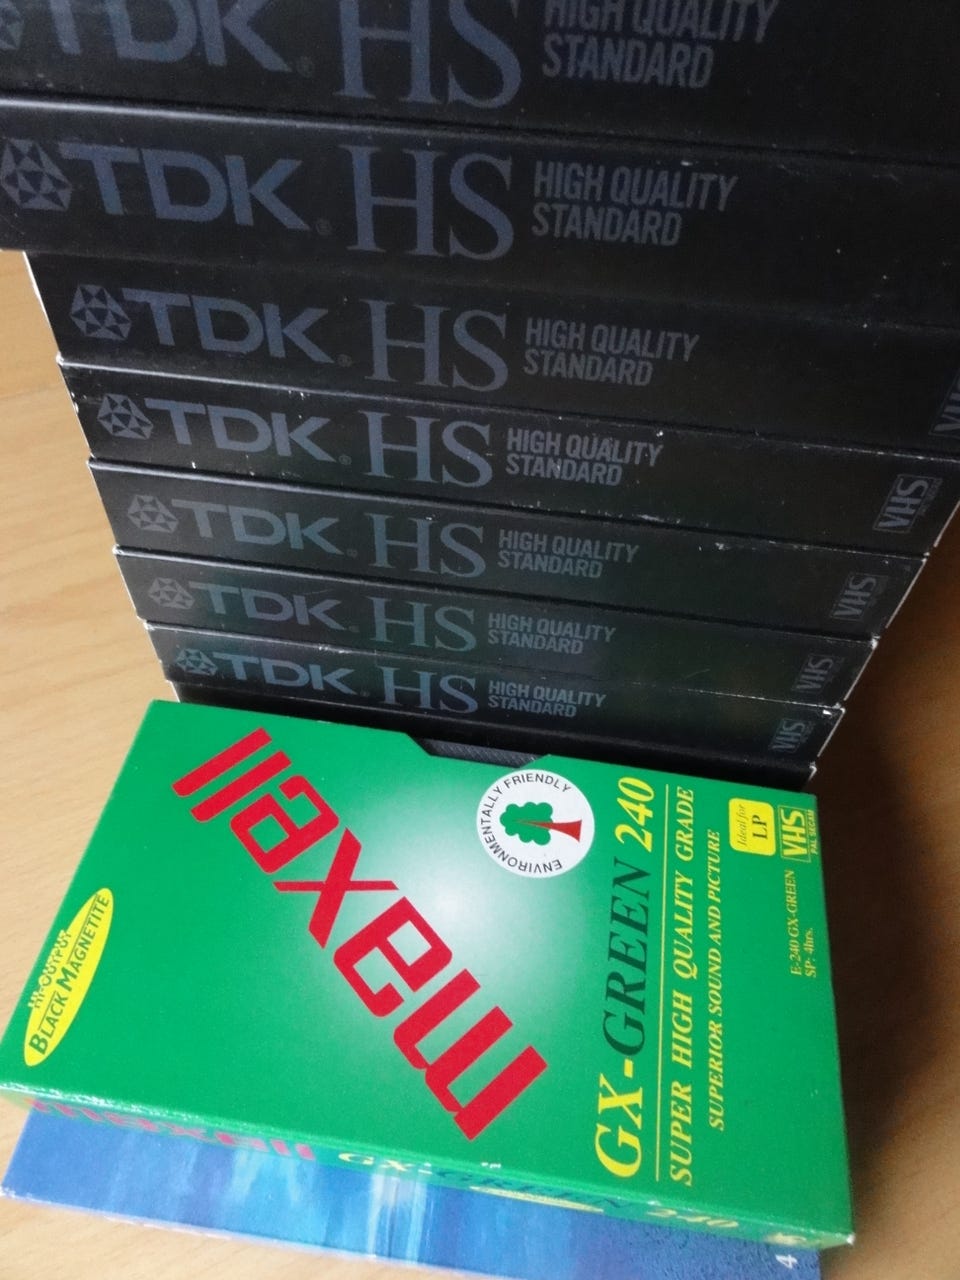 TDK HS HIGH QUALITY
STANDARD
TDK HS HIGH QUALITY
STANDARD
TDK HS HIGH QUALITY
STANDARD
VHS
TDK HS HIGH QUALITY
STANDARD
VHS
TDK HS HIGH QUALITY
STANDARD
VHS
TDK HS HIGH QUALITY
STANDARD
VHS
TDK HS HIGH QUALITY
STANDARD
VHS
maxell
ENVIRONMENTALLY FRIENDLY
HI-OUTPUT
BLACK MAGNETITE
GX-GREEN 240
SUPER HIGH QUALITY GRADE
SUPERIOR SOUND AND PICTURE
Ideal for
LP
VHS
PAL SECAM
E-240 GX-GREEN
SP: 4hrs.
maxell GX-GREEN 240
4